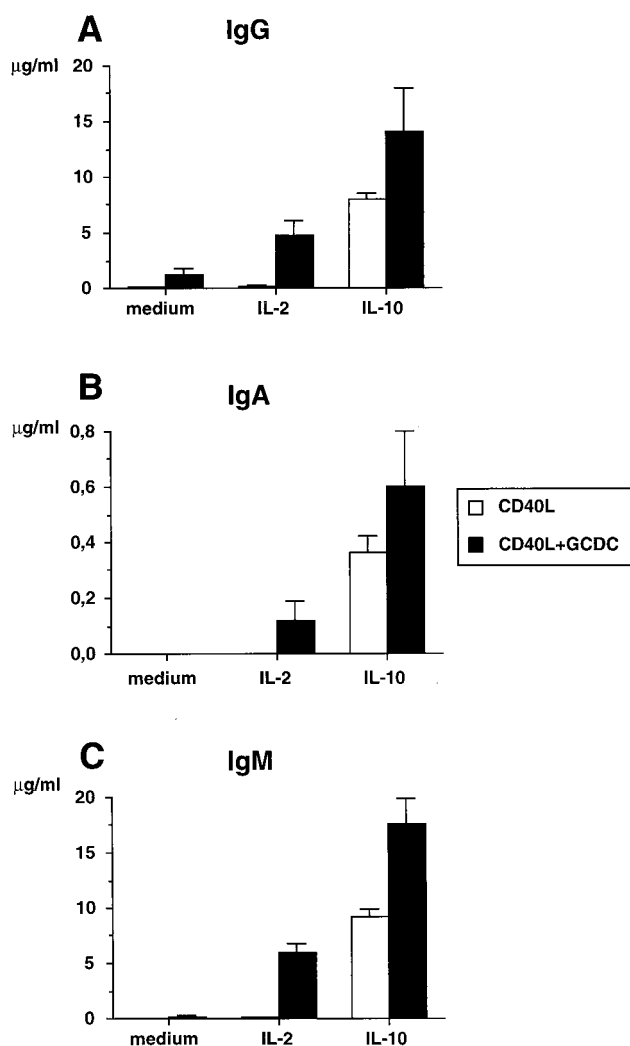 A IgG
μg/ml
20
15
10
5
0
medium IL-2 IL-10
B IgA
μg/ml
0,8
0,6
0,4
0,2
0,0
medium IL-2 IL-10
CD40L
CD40L+GCDC
C IgM
μg/ml
20
15
10
5
0
medium IL-2 IL-10